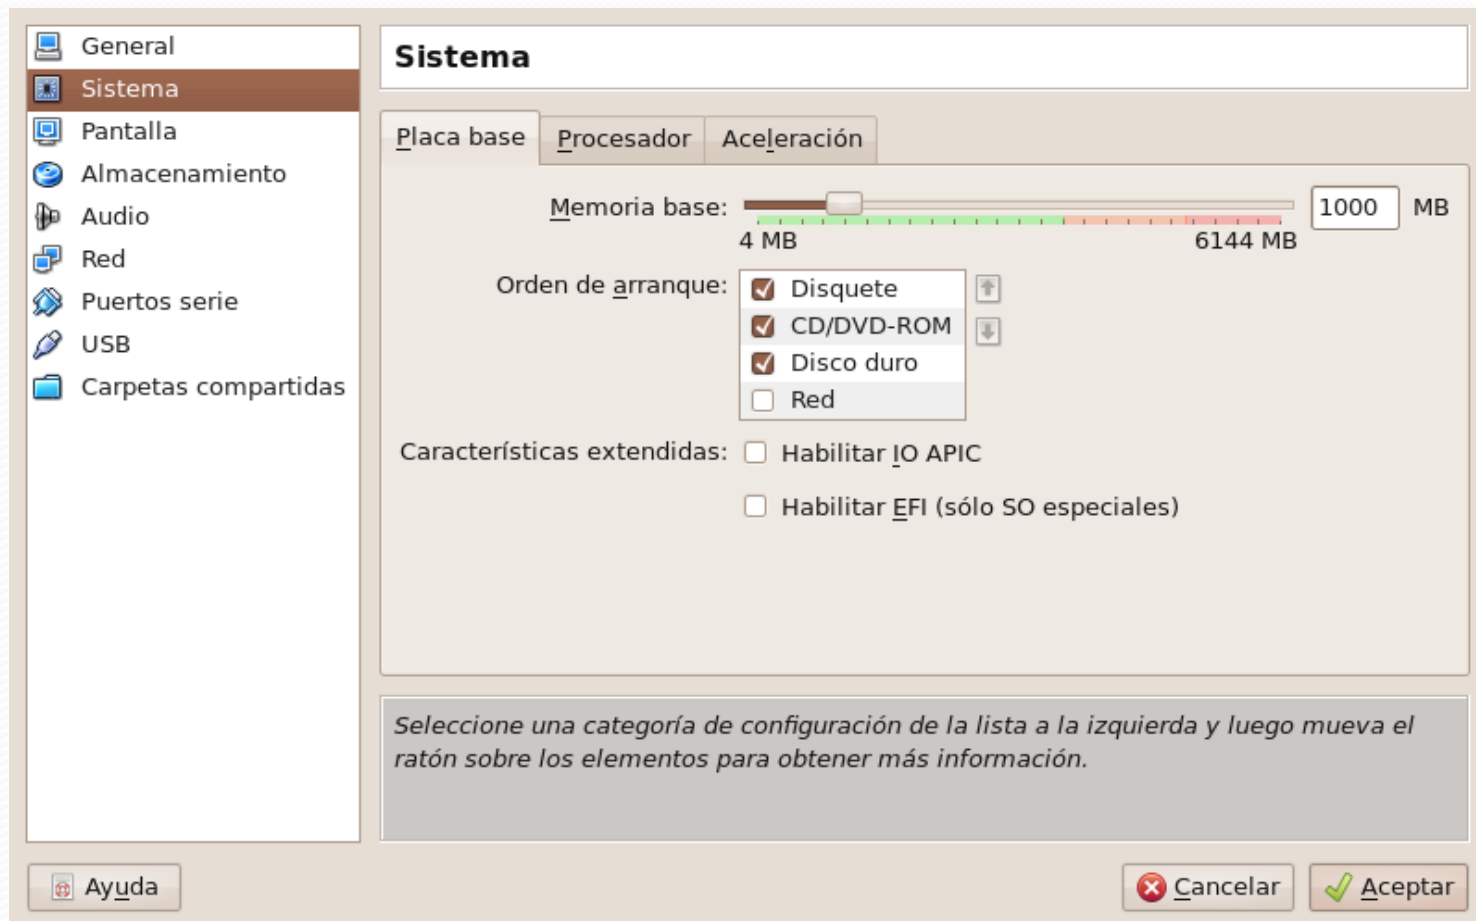 General
Sistema
Pantalla
Almacenamiento
Audio
Red
Puertos serie
USB
Carpetas compartidas
Sistema
Placa base Procesador Aceleración
Memoria base: 1000 MB
4 MB 6144 MB
Orden de arranque:
Disquete
CD/DVD-ROM
Disco duro
Red
Características extendidas: Habilitar IO APIC
Habilitar EFI (sólo SO especiales)
Seleccione una categoría de configuración de la lista a la izquierda y luego mueva el
ratón sobre los elementos para obtener más información.
Ayuda Cancelar Aceptar